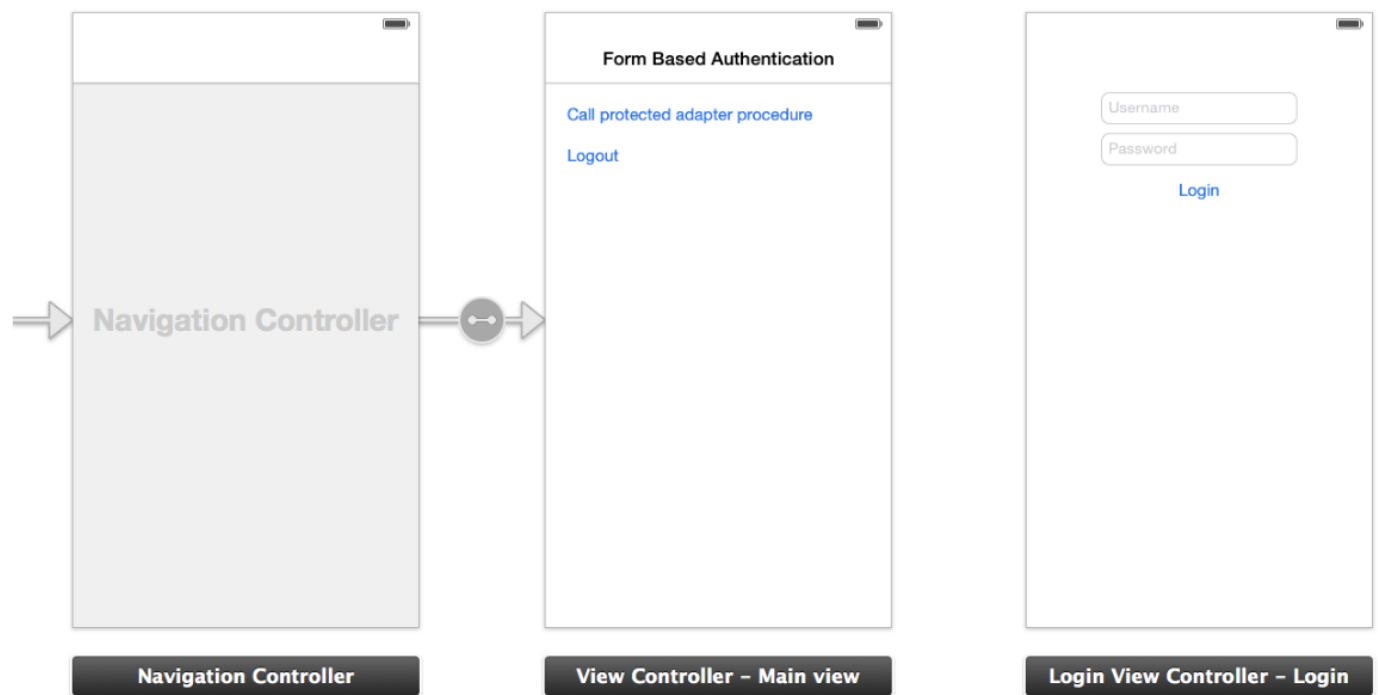 Navigation Controller
Navigation Controller
Form Based Authentication
Call protected adapter procedure
Logout
View Controller – Main view
Username
Password
Login
Login View Controller – Login